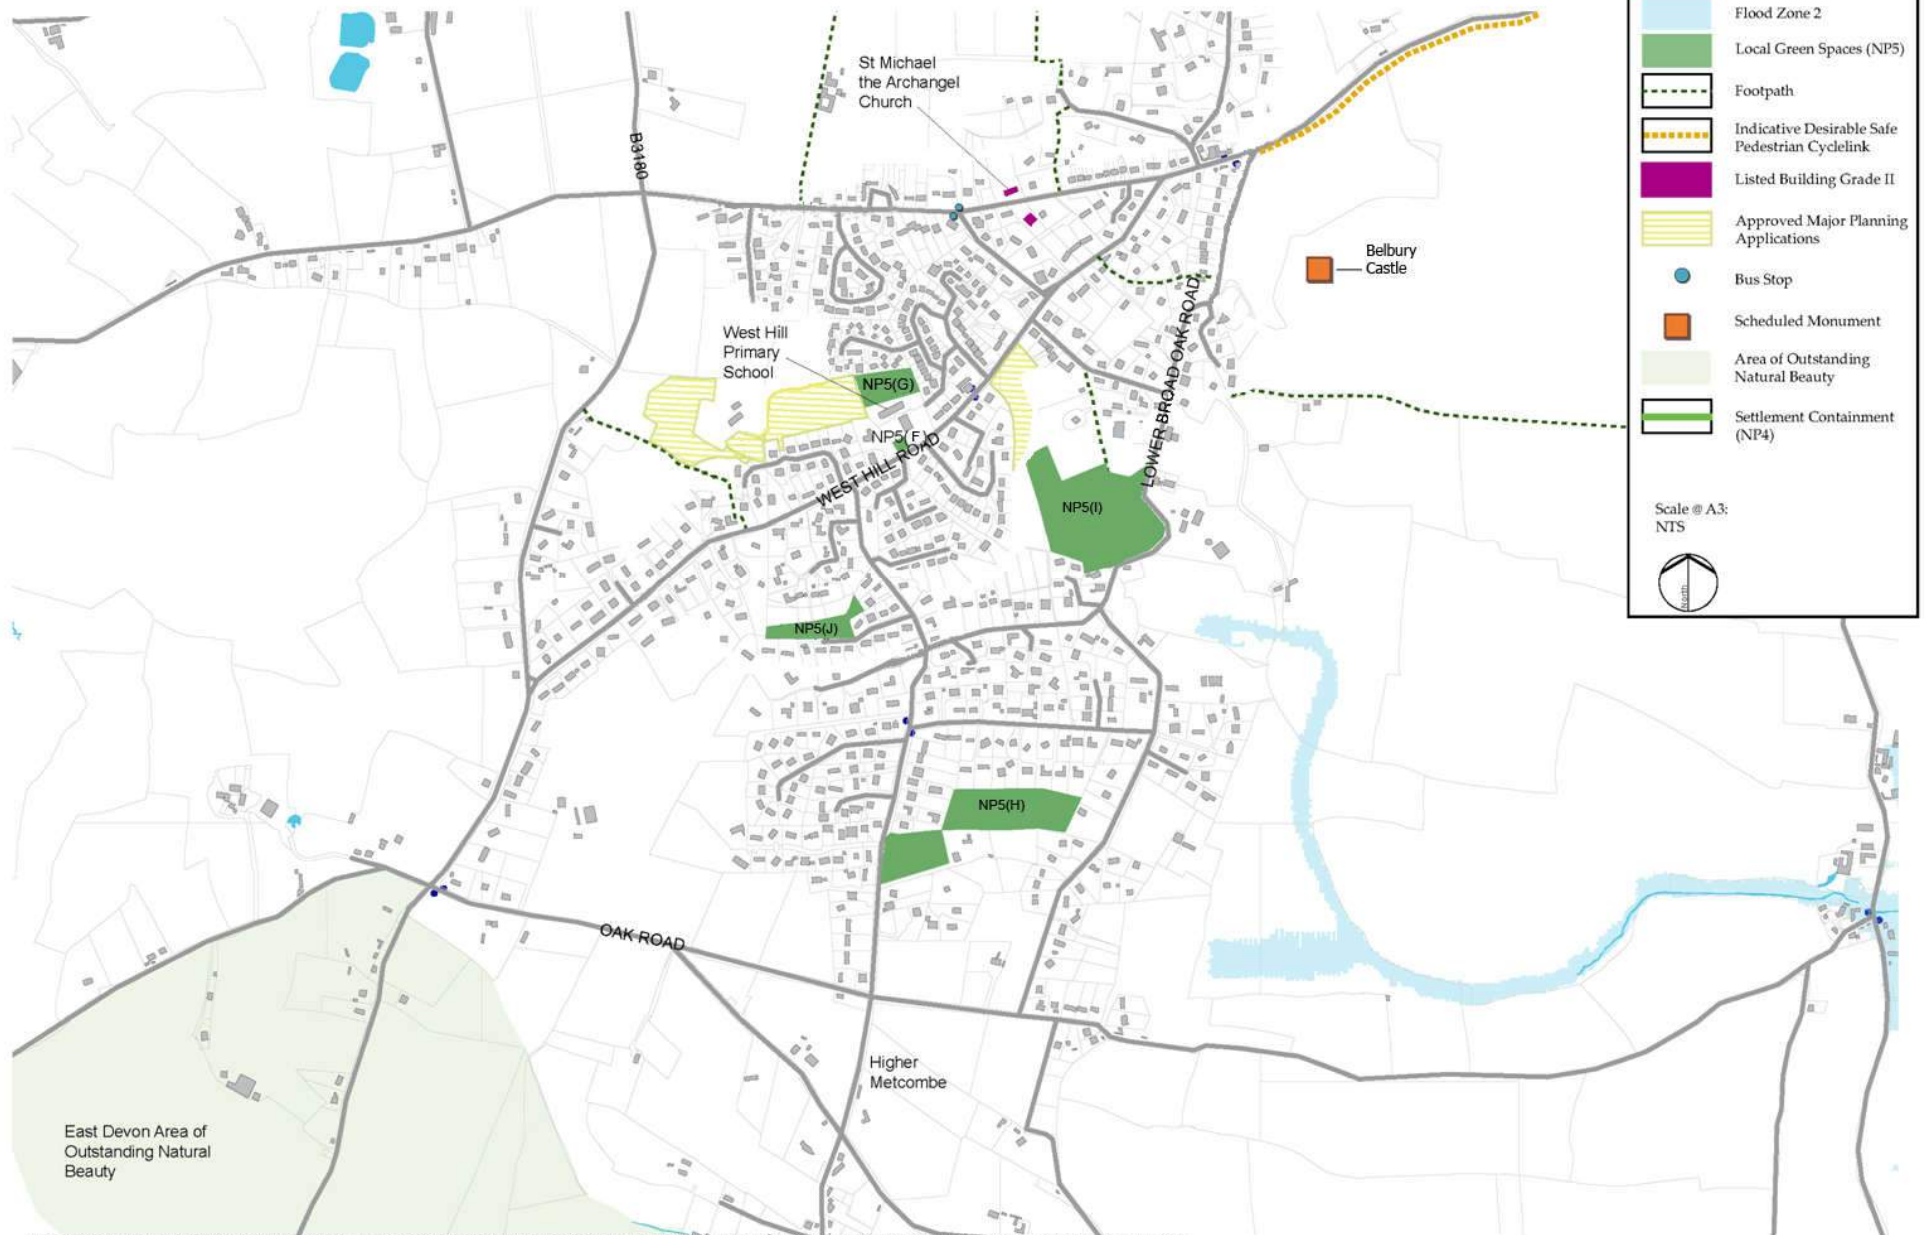 St Michael
the Archangel
Church
B3180
Belbury
Castle
West Hill
Primary
School
NP5(G)
NP5( F )
WEST HILL ROAD
LOWER BROAD OAK ROAD
NP5(I)
NP5(J)
NP5(H)
OAK ROAD
Higher
Metcombe
East Devon Area of
Outstanding Natural
Beauty
Flood Zone 2
Local Green Spaces (NP5)
Footpath
Indicative Desirable Safe
Pedestrian Cyclelink
Listed Building Grade II
Approved Major Planning
Applications
Bus Stop
Scheduled Monument
Area of Outstanding
Natural Beauty
Settlement Containment
(NP4)
Scale @ A3:
NTS
North